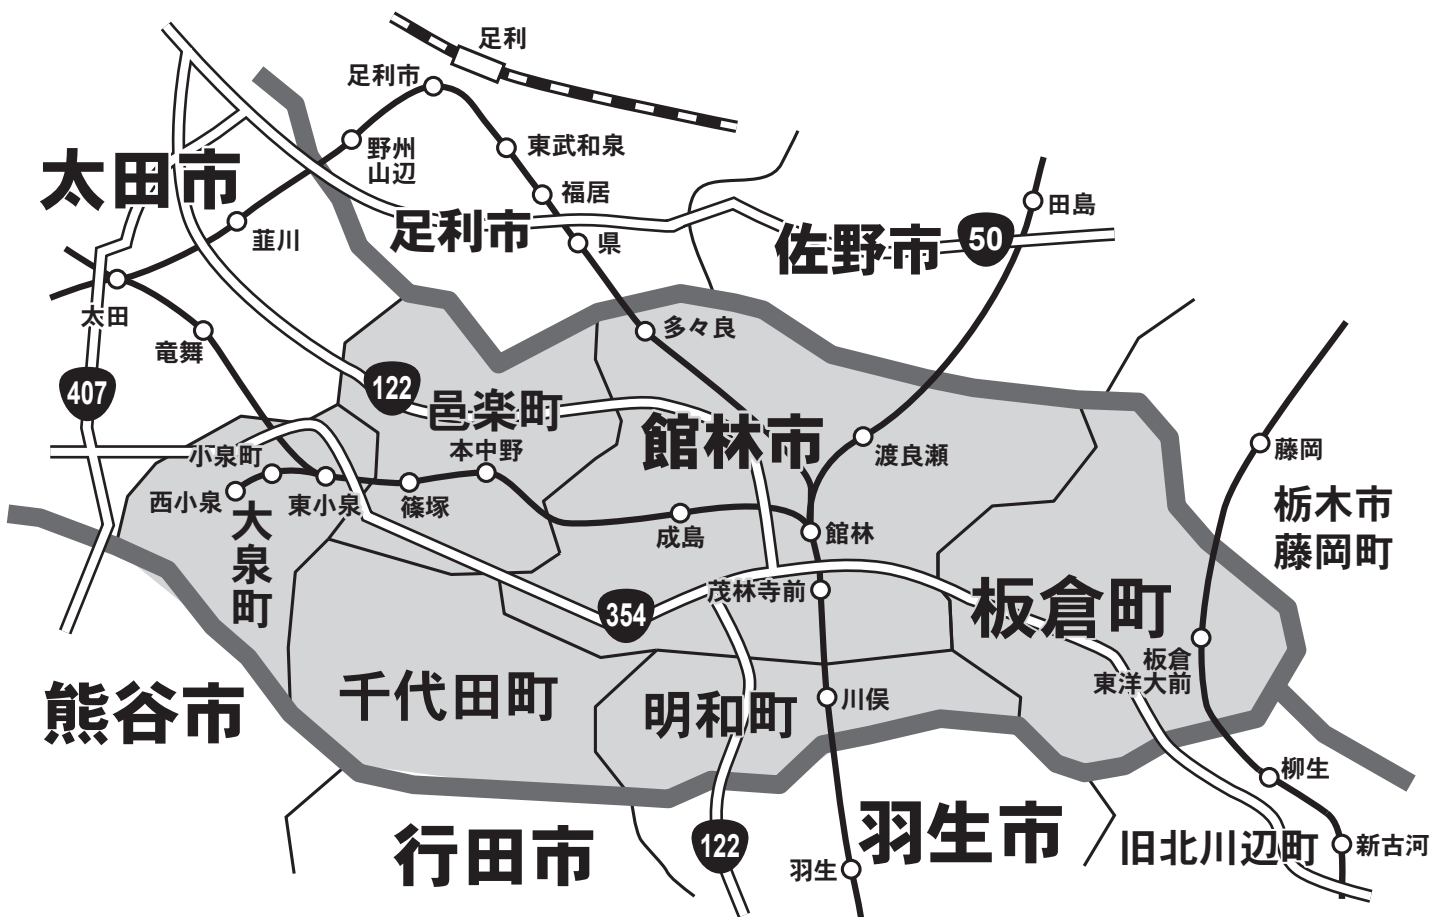 足利
足利市
野州
山辺
東武和泉
太田市
福居
田島
足利市
韮川
県
佐野市
50
太田
竜舞
多々良
407
122
邑楽町
館林市
本中野
小泉町
渡良瀬
藤岡
西小泉
東小泉
篠塚
栃木市
藤岡町
大泉町
成島
館林
354
茂林寺前
板倉町
板倉
東洋大前
熊谷市
千代田町
明和町
川俣
柳生
行田市
122
羽生市
羽生
旧北川辺町
新古河